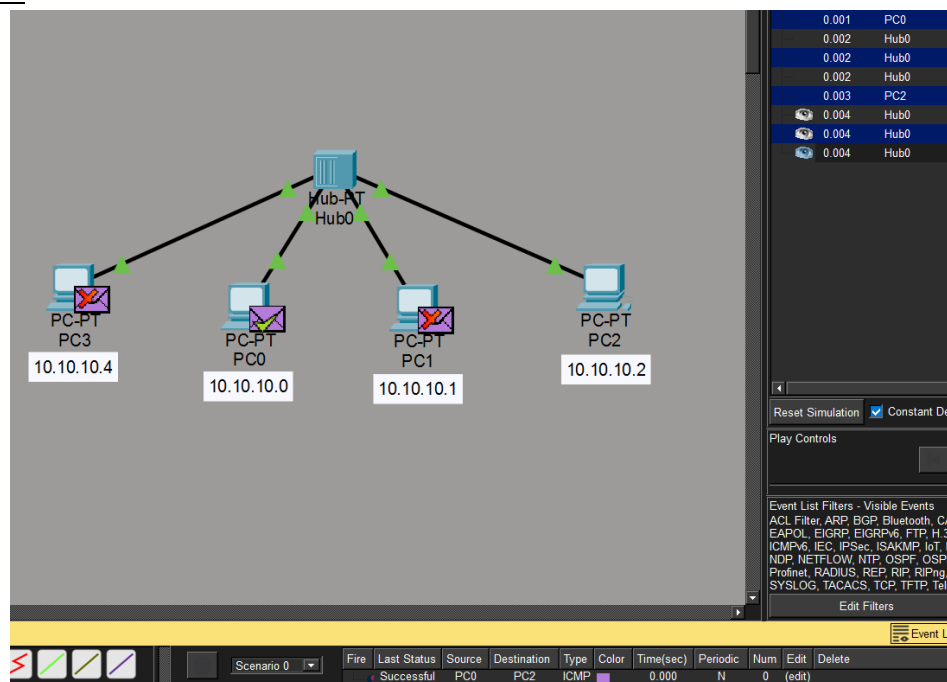 0.001 PC0
0.002 Hub0
0.002 Hub0
0.002 Hub0
0.003 PC2
0.004 Hub0
0.004 Hub0
0.004 Hub0
Hub-PT
Hub0
PC-PT
PC3
10.10.10.4
PC-PT
PC0
10.10.10.0
PC-PT
PC1
10.10.10.1
PC-PT
PC2
10.10.10.2
Reset Simulation Constant De
Play Controls
Event List Filters - Visible Events
ACL Filter, ARP, BGP, Bluetooth, CA
EAPOL, EIGRP, EIGRPv6, FTP, H.3
ICMPv6, IEC, IPSec, ISAKMP, IoT,
NDP, NETFLOW, NTP, OSPF, OSP
Profinet, RADIUS, REP, RIP, RIPng,
SYSLOG, TACACS, TCP, TFTP, Tel
Edit Filters
Event L
Scenario 0
Fire Last Status Source Destination Type Color Time(sec) Periodic Num Edit Delete
Successful PC0 PC2 ICMP 0.000 N 0 (edit)